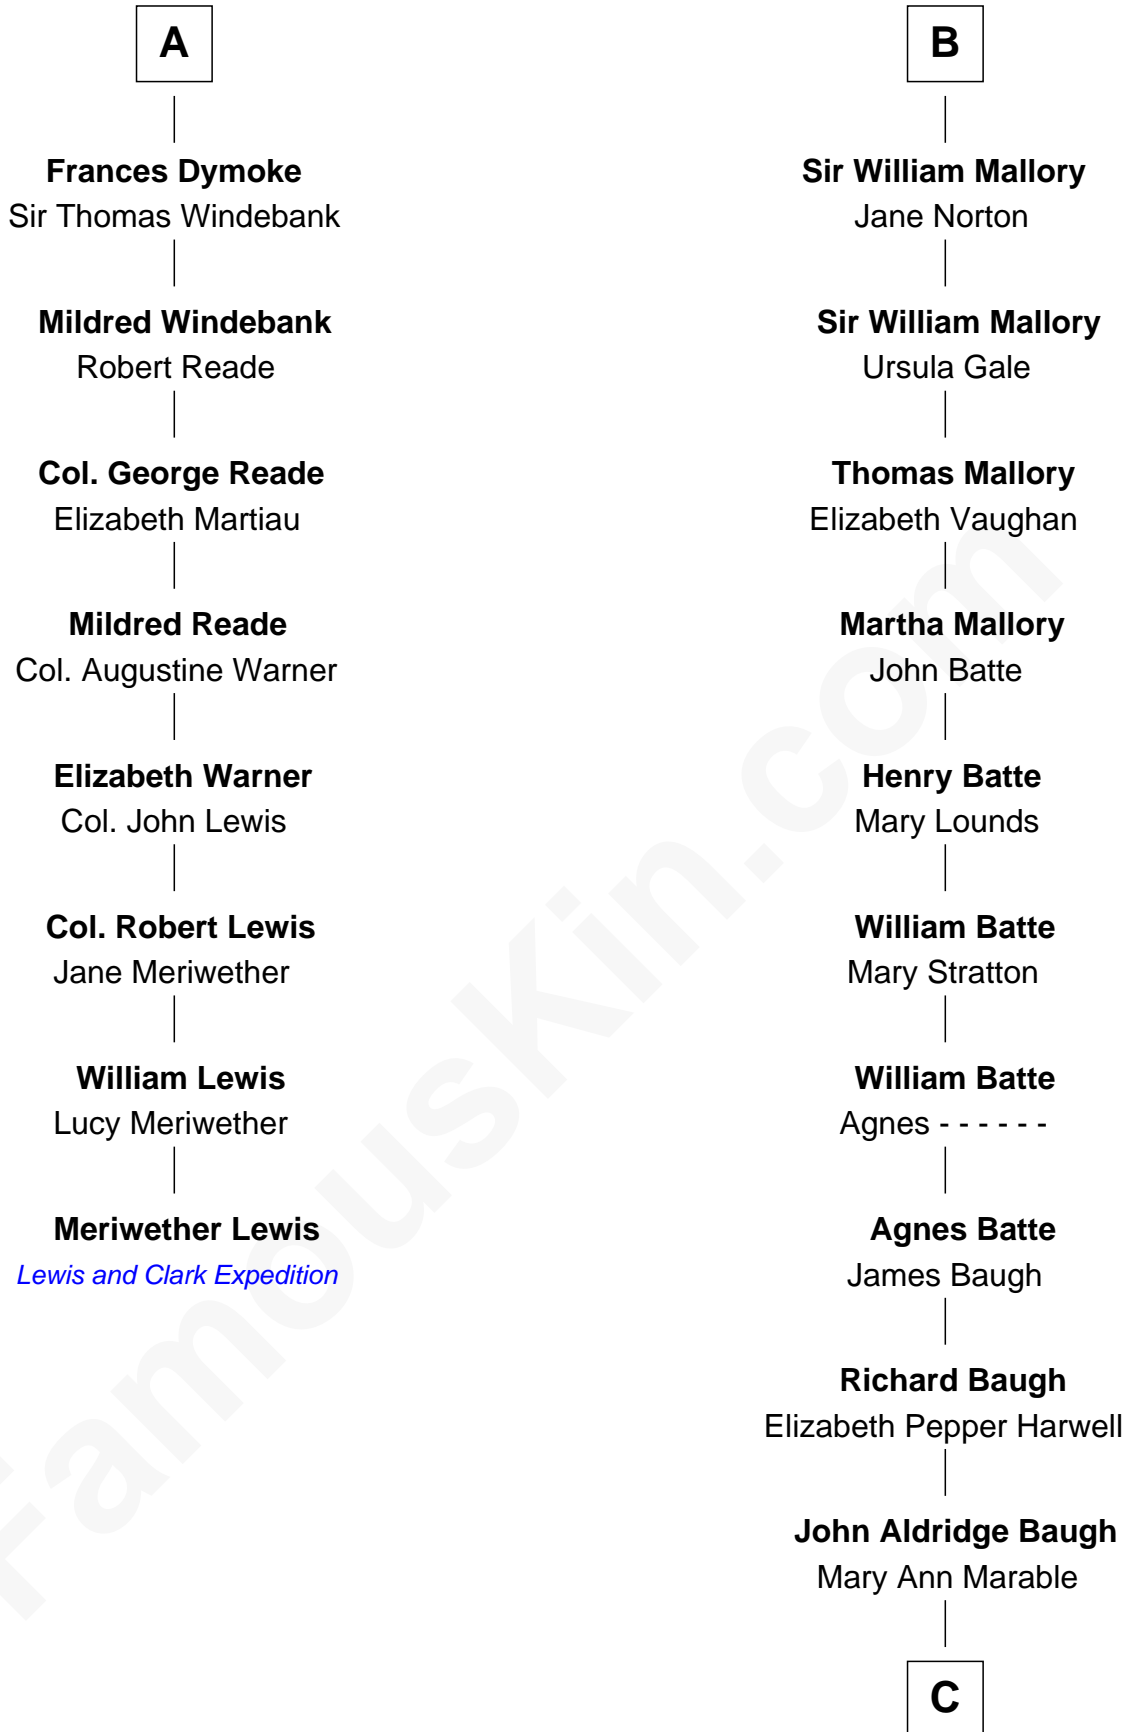 A
Frances Dymoke
Sir Thomas Windebank
Mildred Windebank
Robert Reade
Col. George Reade
Elizabeth Martiau
Mildred Reade
Col. Augustine Warner
Elizabeth Warner
Col. John Lewis
Col. Robert Lewis
Jane Meriwether
William Lewis
Lucy Meriwether
Meriwether Lewis
Lewis and Clark Expedition
B
Sir William Mallory
Jane Norton
Sir William Mallory
Ursula Gale
Thomas Mallory
Elizabeth Vaughan
Martha Mallory
John Batte
Henry Batte
Mary Lounds
William Batte
Mary Stratton
William Batte
Agnes - - - - - -
Agnes Batte
James Baugh
Richard Baugh
Elizabeth Pepper Harwell
John Aldridge Baugh
Mary Ann Marable
C
FamousKin.com